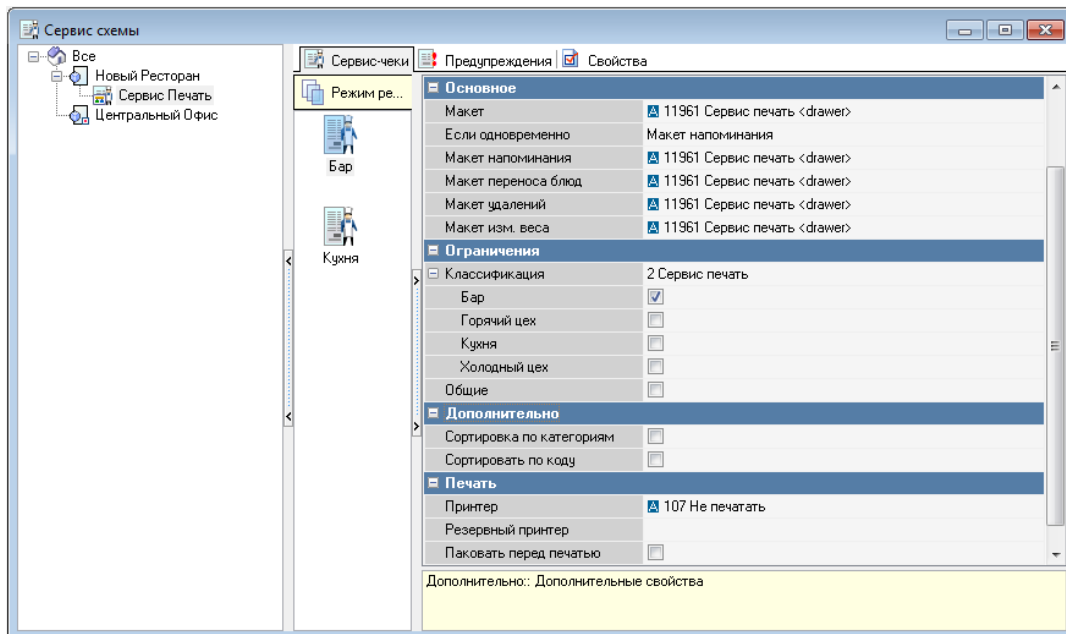 Сервис схемы
Все
Новый Ресторан
Сервис Печать
Центральный Офис
Сервис-чеки Предупреждения Свойства
Режим ре...
Бар
Кухня
Основное
Макет 11961 Сервис печать <drawer>
Если одновременно Макет напоминания
Макет напоминания 11961 Сервис печать <drawer>
Макет переноса блюд 11961 Сервис печать <drawer>
Макет удалений 11961 Сервис печать <drawer>
Макет изм. веса 11961 Сервис печать <drawer>
Ограничения
Классификация 2 Сервис печать
Бар
Горячий цех
Кухня
Холодный цех
Общие
Дополнительно
Сортировка по категориям
Сортировать по коду
Печать
Принтер 107 Не печатать
Резервный принтер
Паковать перед печатью
Дополнительно:: Дополнительные свойства